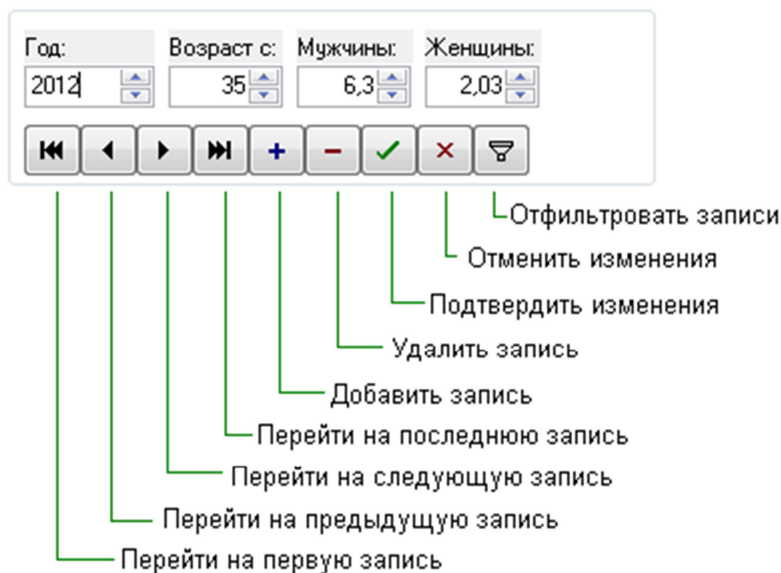 Год: Возраст с: Мужчины: Женщины:
2012 35 6,3 2,03
Отфильтровать записи
Отменить изменения
Подтвердить изменения
Удалить запись
Добавить запись
Перейти на последнюю запись
Перейти на следующую запись
Перейти на предыдущую запись
Перейти на первую запись